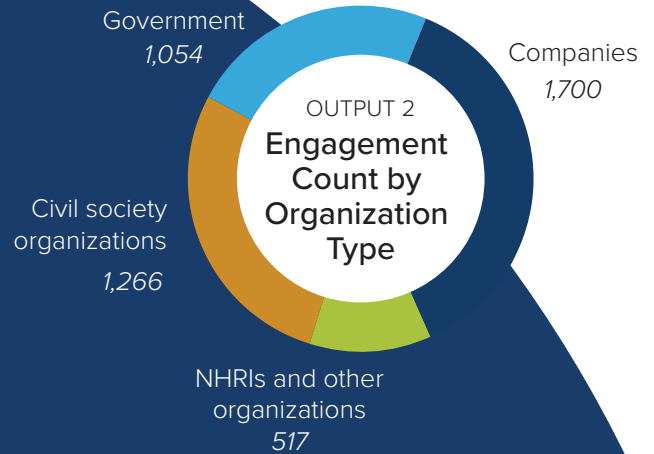 Government
1,054
Companies
1,700
OUTPUT 2
Engagement
Count by
Organization
Type
Civil society
organizations
1,266
NHRIs and other
organizations
517